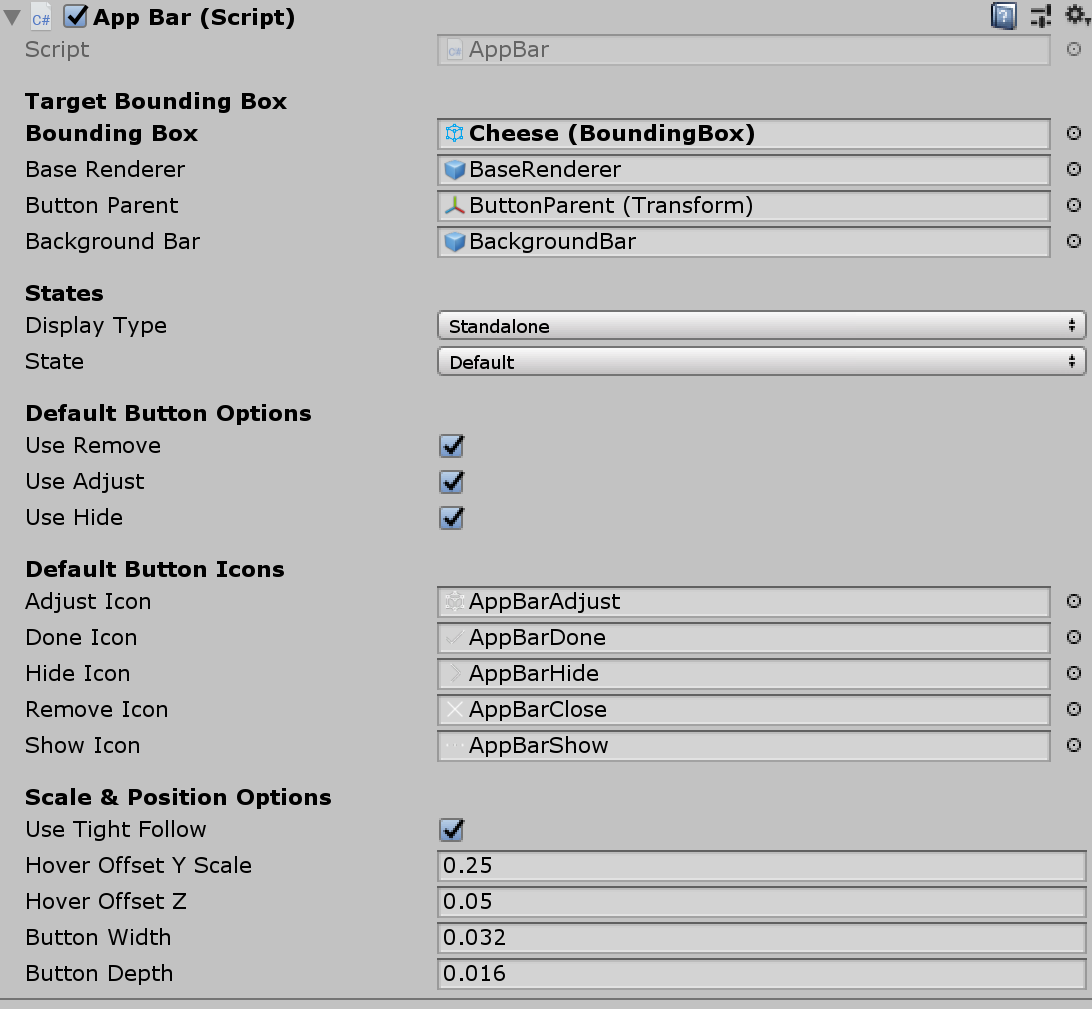 C# App Bar (Script)
Script C# AppBar
Target Bounding Box
Bounding Box Cheese (BoundingBox)
Base Renderer BaseRenderer
Button Parent ButtonParent (Transform)
Background Bar BackgroundBar
States
Display Type Standalone
State Default
Default Button Options
Use Remove
Use Adjust
Use Hide
Default Button Icons
Adjust Icon AppBarAdjust
Done Icon AppBarDone
Hide Icon AppBarHide
Remove Icon AppBarClose
Show Icon AppBarShow
Scale & Position Options
Use Tight Follow
Hover Offset Y Scale 0.25
Hover Offset Z 0.05
Button Width 0.032
Button Depth 0.016